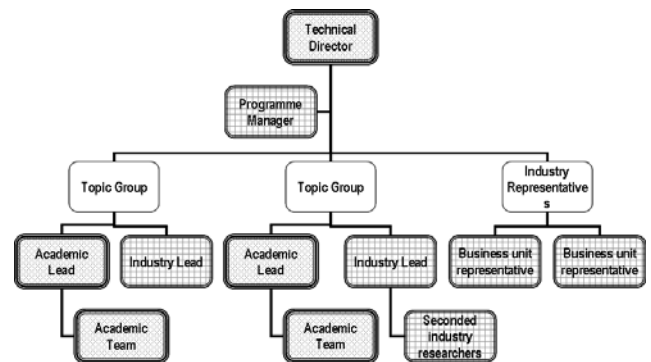 Technical
Director
Programme
Manager
Topic Group
Topic Group
Industry
Representative
s
Academic
Lead
Industry Lead
Academic
Lead
Industry Lead
Business unit
representative
Business unit
representative
Academic
Team
Academic
Team
Seconded
industry
researchers